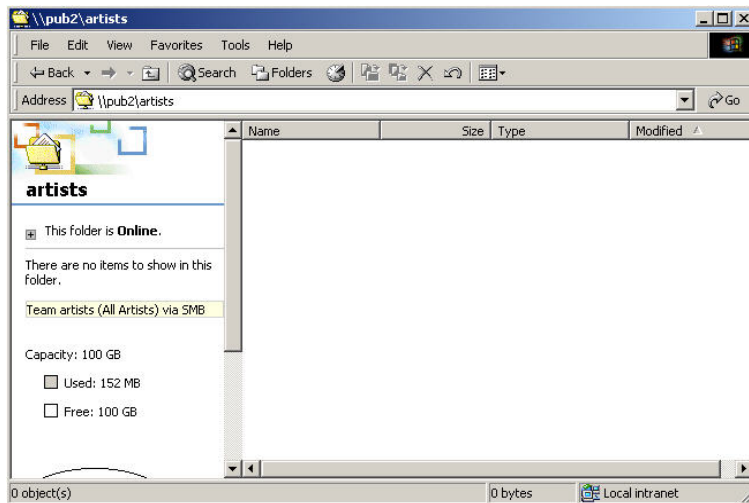 \\pub2\artists
File Edit View Favorites Tools Help
Back Search Folders
Address \\pub2\artists Go
Name Size Type Modified
artists
This folder is Online.
There are no items to show in this
folder.
Team artists (All Artists) via SMB
Capacity: 100 GB
Used: 152 MB
Free: 100 GB
0 object(s) 0 bytes Local intranet